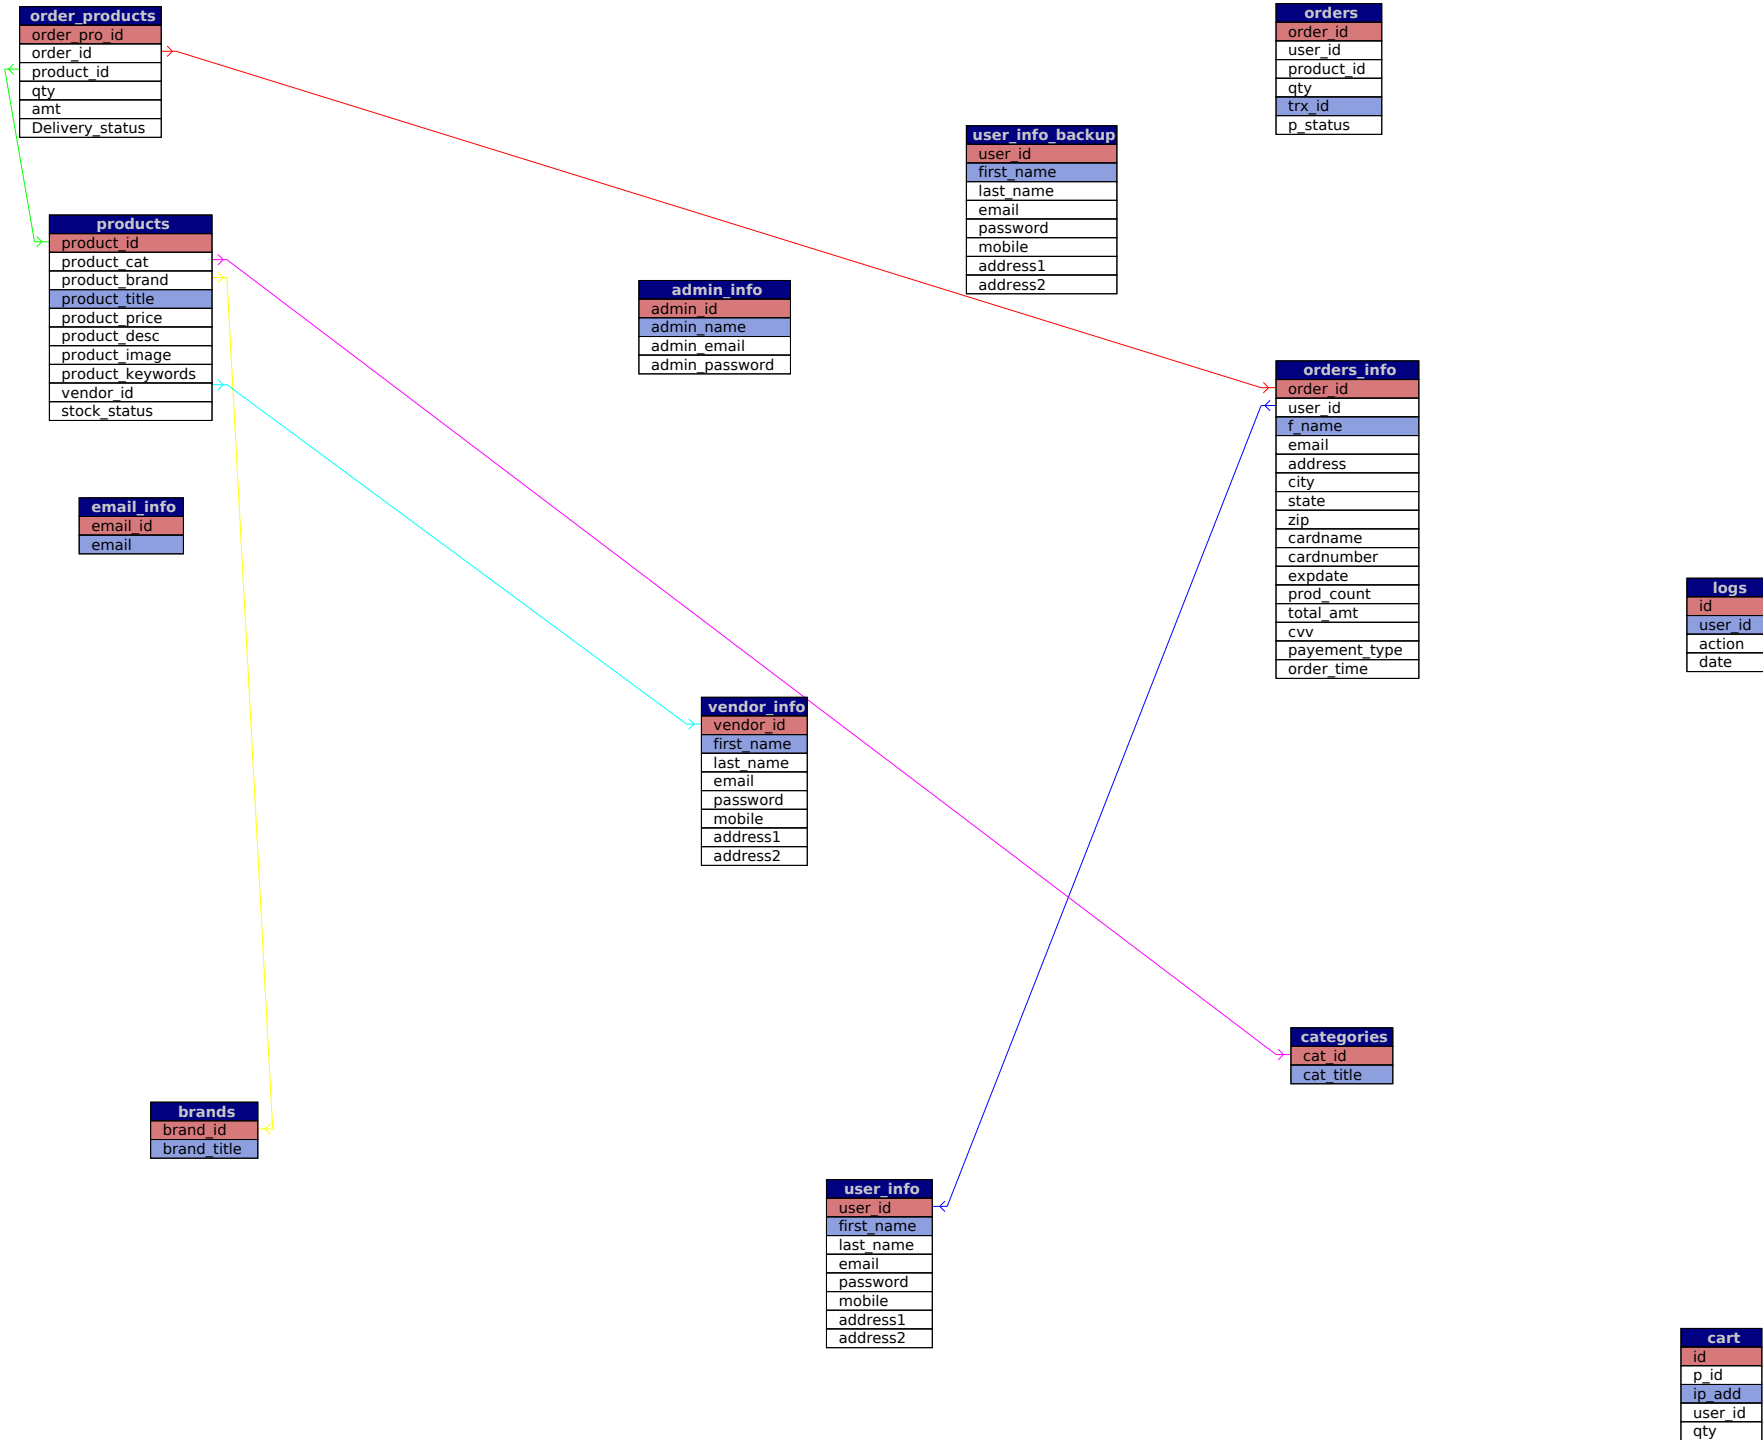 order_products
order_pro_id
order_id
product_id
qty
amt
Delivery_status
orders
order_id
user_id
product_id
qty
trx_id
p_status
user_info_backup
user_id
first_name
last_name
email
password
mobile
address1
address2
products
product_id
product_cat
product_brand
product_title
product_price
product_desc
product_image
product_keywords
vendor_id
stock_status
admin_info
admin_id
admin_name
admin_email
admin_password
orders_info
order_id
user_id
f_name
email
address
city
state
zip
cardname
cardnumber
expdate
prod_count
total_amt
cvv
payement_type
order_time
email_info
email_id
email
logs
id
user_id
action
date
vendor_info
vendor_id
first_name
last_name
email
password
mobile
address1
address2
categories
cat_id
cat_title
brands
brand_id
brand_title
user_info
user_id
first_name
last_name
email
password
mobile
address1
address2
cart
id
p_id
ip_add
user_id
qty